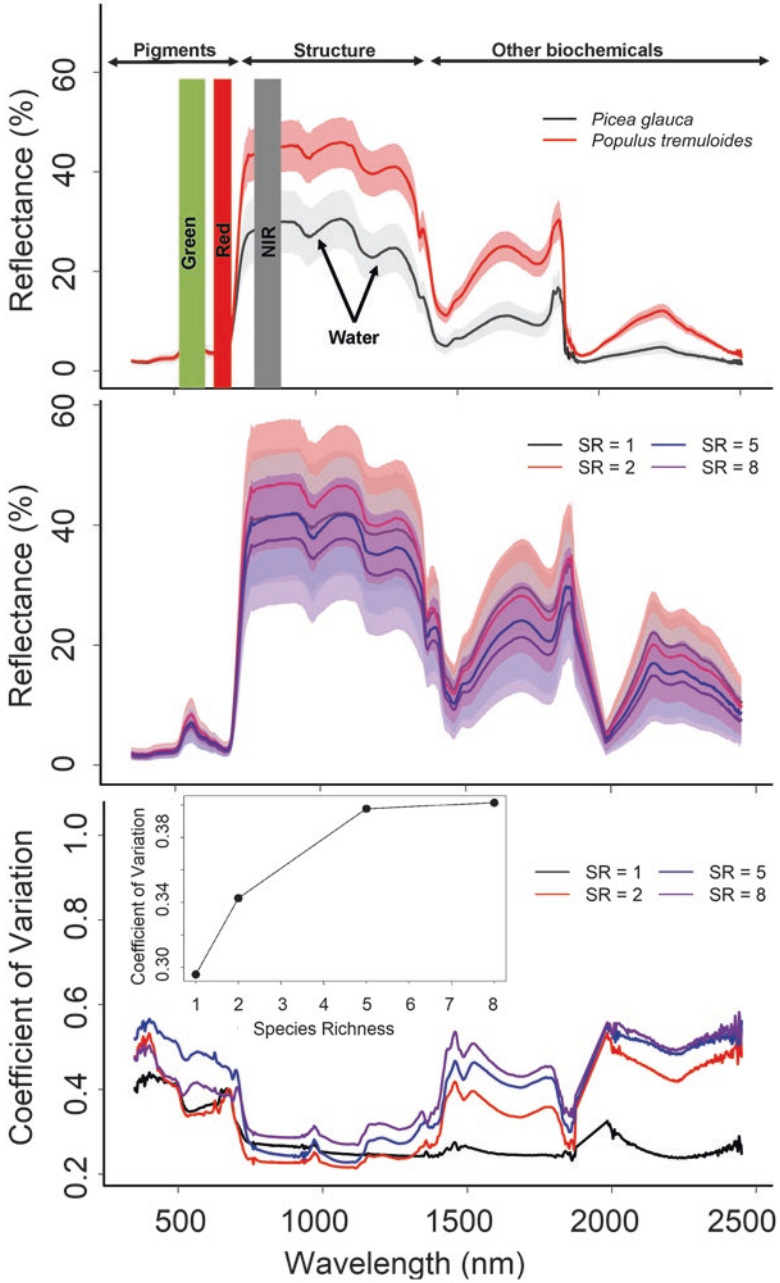 Pigments Structure Other biochemicals
Reflectance (%)
60
40
20
0
Green
Red
NIR
Water
Picea glauca
Populus tremuloides
Reflectance (%)
60
40
20
0
SR = 1 SR = 5
SR = 2 SR = 8
Coefficient of Variation
1.0
0.8
0.6
0.4
0.2
Coefficient of Variation
0.38
0.34
0.30
1 2 3 4 5 6 7 8
Species Richness
SR = 1 SR = 5
SR = 2 SR = 8
500 1000 1500 2000 2500
Wavelength (nm)